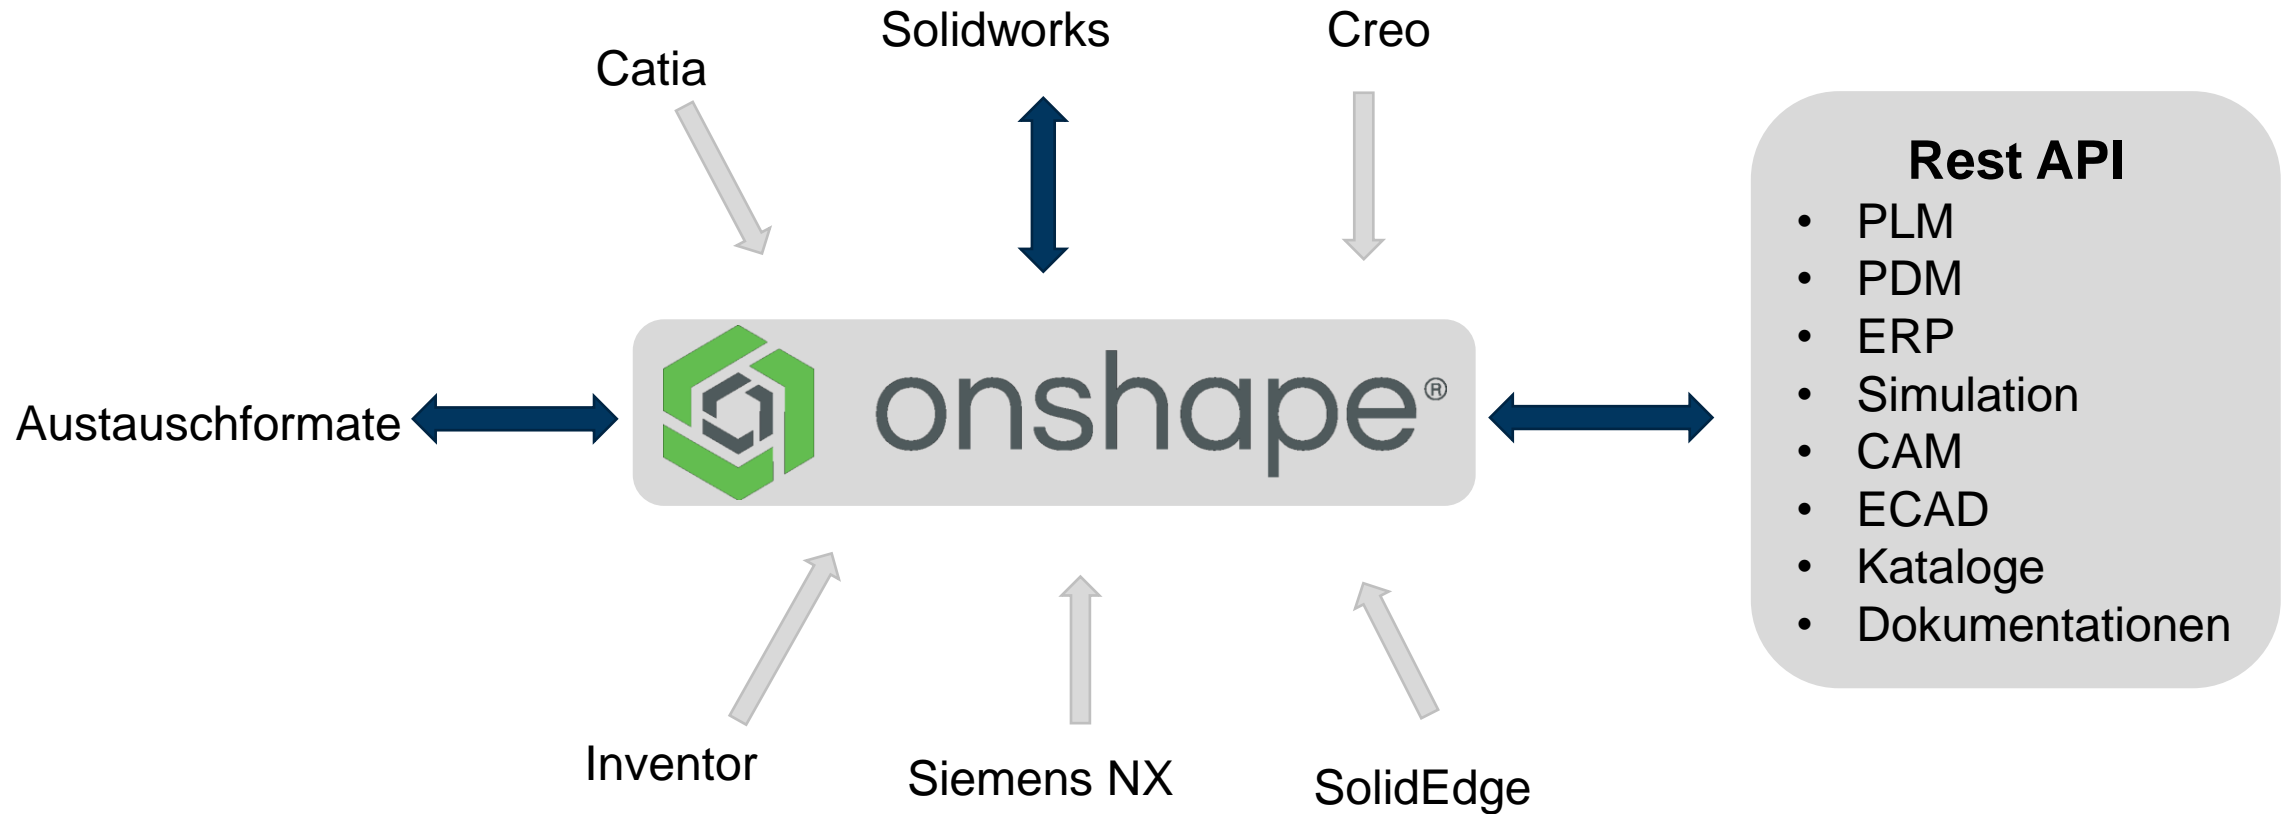 Solidworks
Creo
Catia
Rest API
• PLM
• PDM
• ERP
• Simulation
• CAM
• ECAD
• Kataloge
• Dokumentationen
onshape®
Austauschformate
Inventor
Siemens NX
SolidEdge